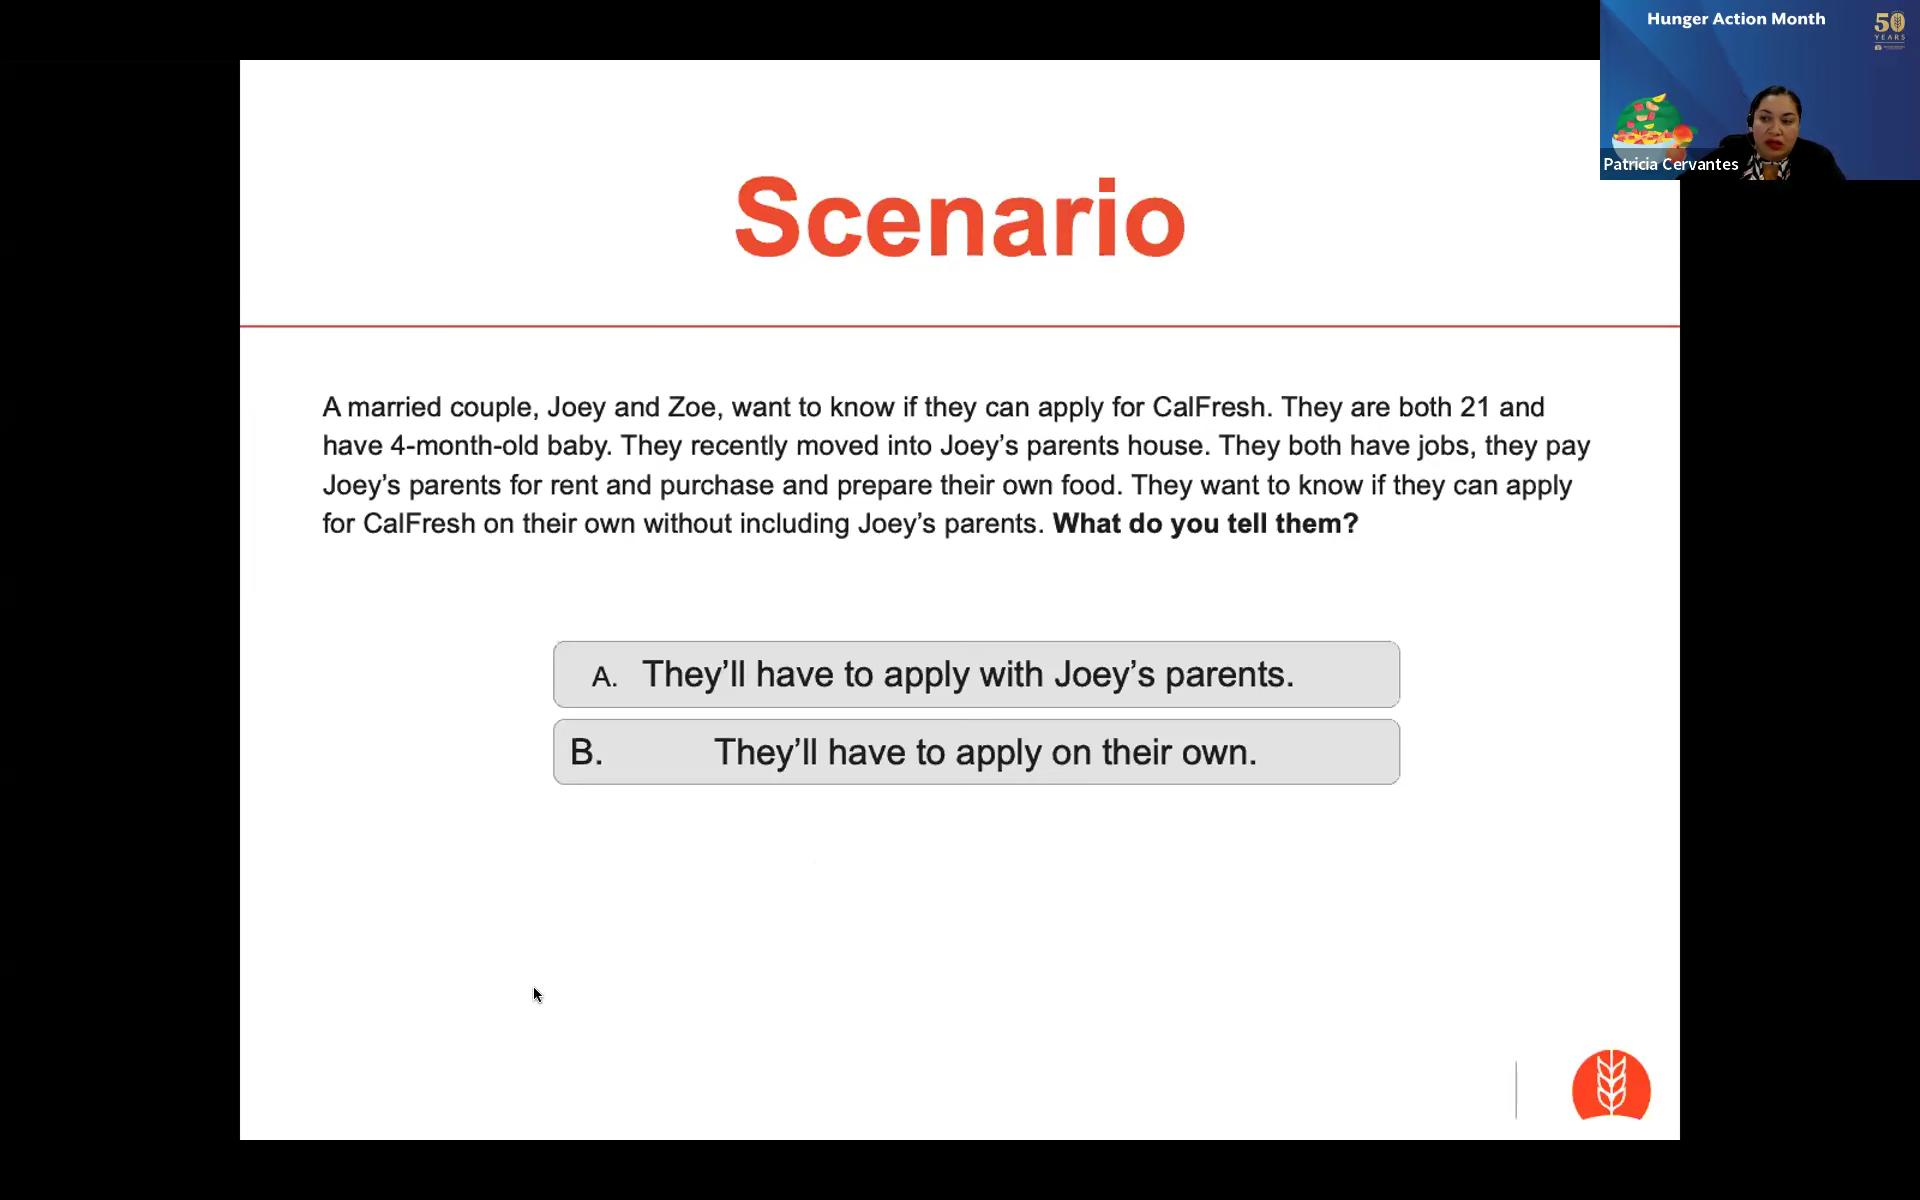 Hunger Action Month
50
YEARS
Patricia Cervantes
Scenario
A married couple, Joey and Zoe, want to know if they can apply for CalFresh. They are both 21 and
have 4-month-old baby. They recently moved into Joey’s parents house. They both have jobs, they pay
Joey’s parents for rent and purchase and prepare their own food. They want to know if they can apply
for CalFresh on their own without including Joey’s parents. What do you tell them?
A. They’ll have to apply with Joey’s parents.
B. They’ll have to apply on their own.